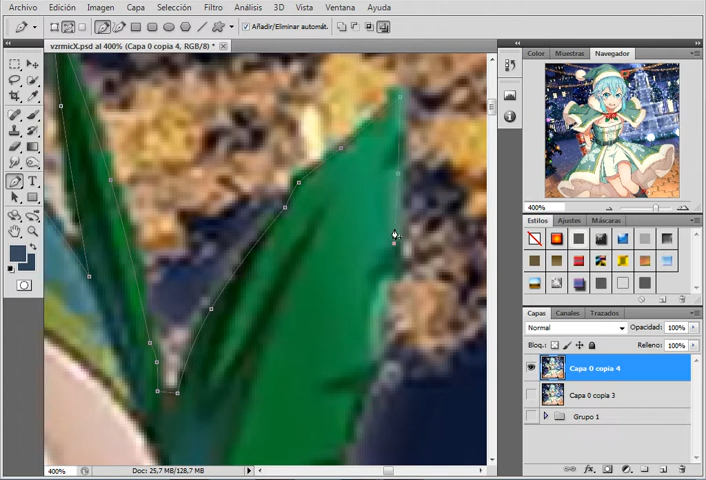 Archivo Edición Imagen Capa Selección Filtro Análisis 3D Vista Ventana Ayuda
Añadir/Eliminar automát.
vzrmicX.psd al 400% (Capa 0 copia 4, RGB/8) *
Color Muestras Navegador
400%
Estilos Ajustes Máscaras
Capas Canales Trazados
Normal Opacidad: 100%
Bloq.: Relleno: 100%
Capa 0 copia 4
Capa 0 copia 3
Grupo 1
400% Doc: 25,7 MB/128,7 MB